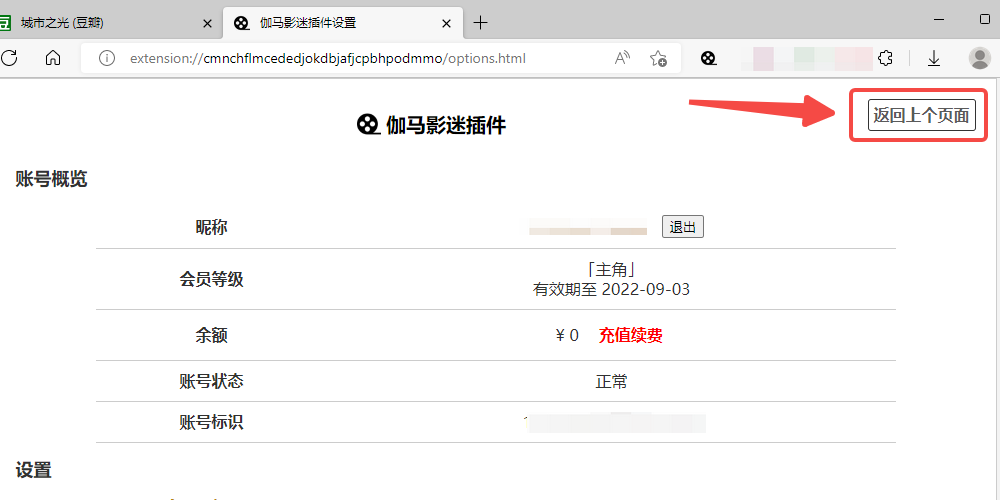 城市之光 (豆瓣)
伽马影迷插件设置
extension://cmnchflmcededjokdbjafjcpbhpodmmo/options.html
伽马影迷插件
返回上个页面
账号概览
昵称
退出
会员等级
「主角」
有效期至 2022-09-03
余额
¥ 0 充值续费
账号状态
正常
账号标识
设置